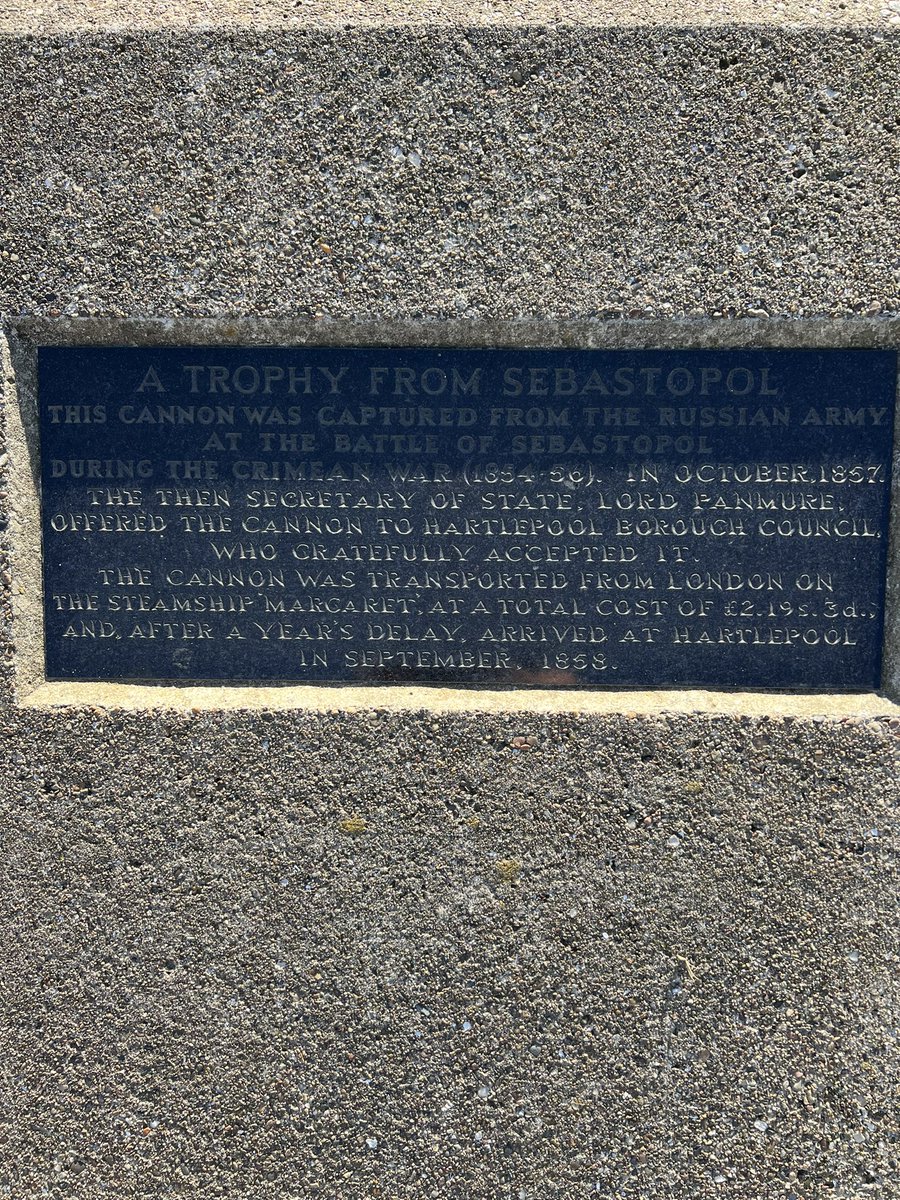 A TROPHY FROM SEBASTOPOL
THIS CANNON WAS CAPTURED FROM THE RUSSIAN ARMY
AT THE BATTLE OF SEBASTOPOL
DURING THE CRIMEAN WAR (1854-56). IN OCTOBER, 1857,
THE THEN SECRETARY OF STATE, LORD PANMURE,
OFFERED THE CANNON TO HARTLEPOOL BOROUGH COUNCIL,
WHO GRATEFULLY ACCEPTED IT.
THE CANNON WAS TRANSPORTED FROM LONDON ON
THE STEAMSHIP 'MARGARET', AT A TOTAL COST OF £2.19s.3d.,
AND, AFTER A YEAR'S DELAY, ARRIVED AT HARTLEPOOL
IN SEPTEMBER, 1858.